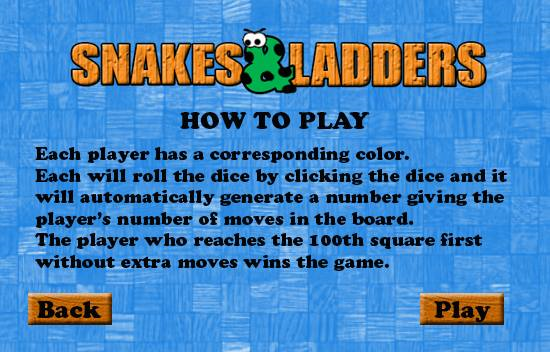 SNAKES & LADDERS
HOW TO PLAY
Each player has a corresponding color.
Each will roll the dice by clicking the dice and it
will automatically generate a number giving the
player's number of moves in the board.
The player who reaches the 100th square first
without extra moves wins the game.
Back
Play